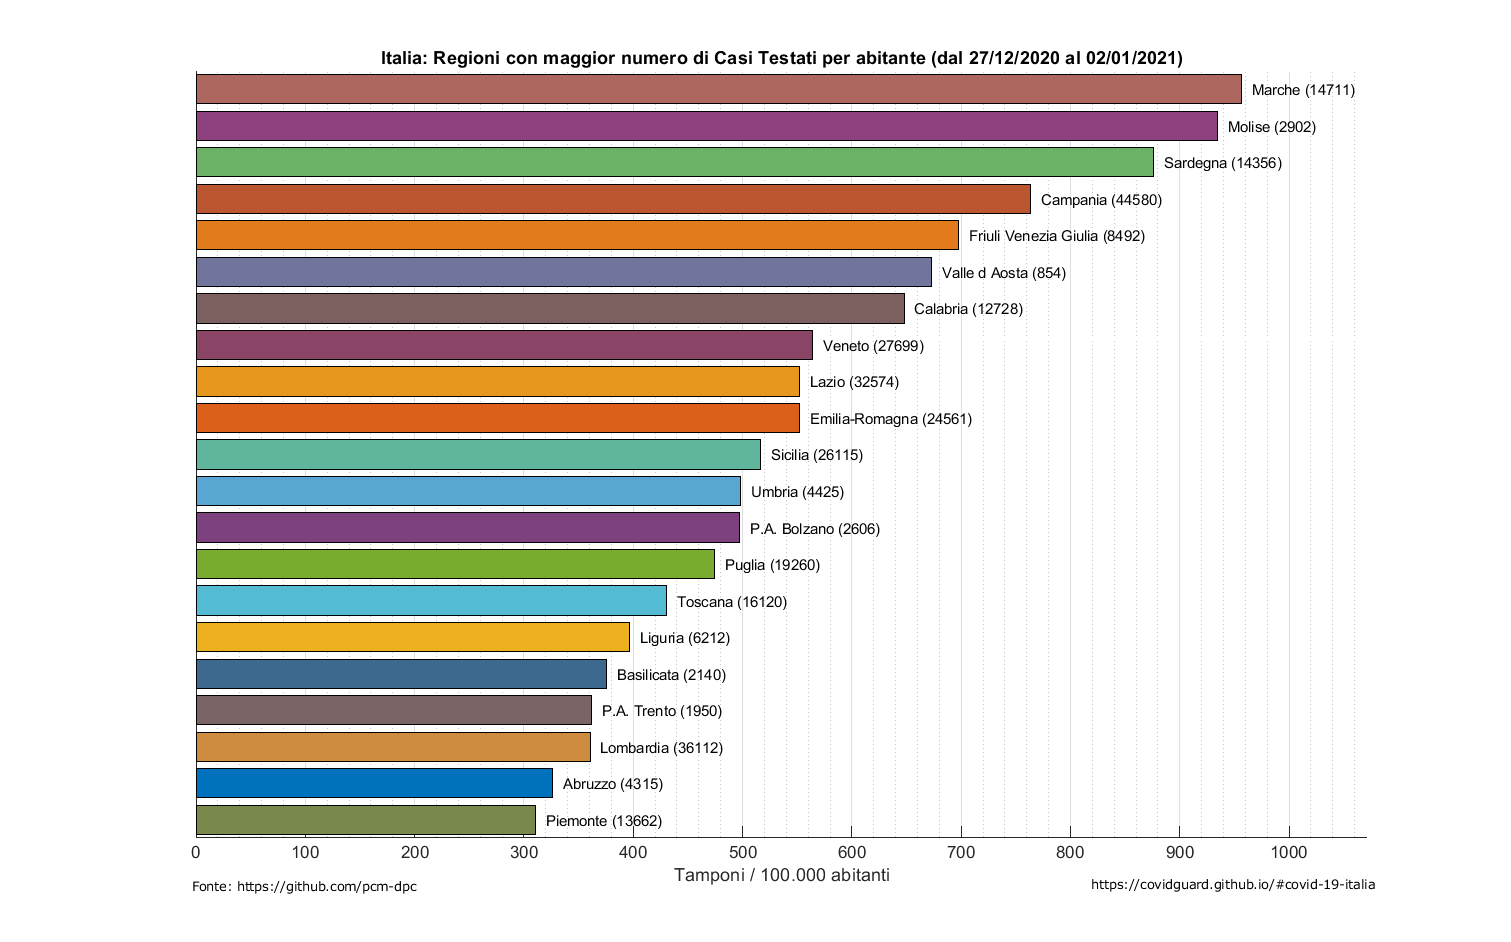 Italia: Regioni con maggior numero di Casi Testati per abitante (dal 27/12/2020 al 02/01/2021)
Marche (14711)
Molise (2902)
Sardegna (14356)
Campania (44580)
Friuli Venezia Giulia (8492)
Valle d Aosta (854)
Calabria (12728)
Veneto (27699)
Lazio (32574)
Emilia-Romagna (24561)
Sicilia (26115)
Umbria (4425)
P.A. Bolzano (2606)
Puglia (19260)
Toscana (16120)
Liguria (6212)
Basilicata (2140)
P.A. Trento (1950)
Lombardia (36112)
Abruzzo (4315)
Piemonte (13662)
0 100 200 300 400 500 600 700 800 900 1000
Tamponi / 100.000 abitanti
Fonte: https://github.com/pcm-dpc
https://covidguard.github.io/#covid-19-italia